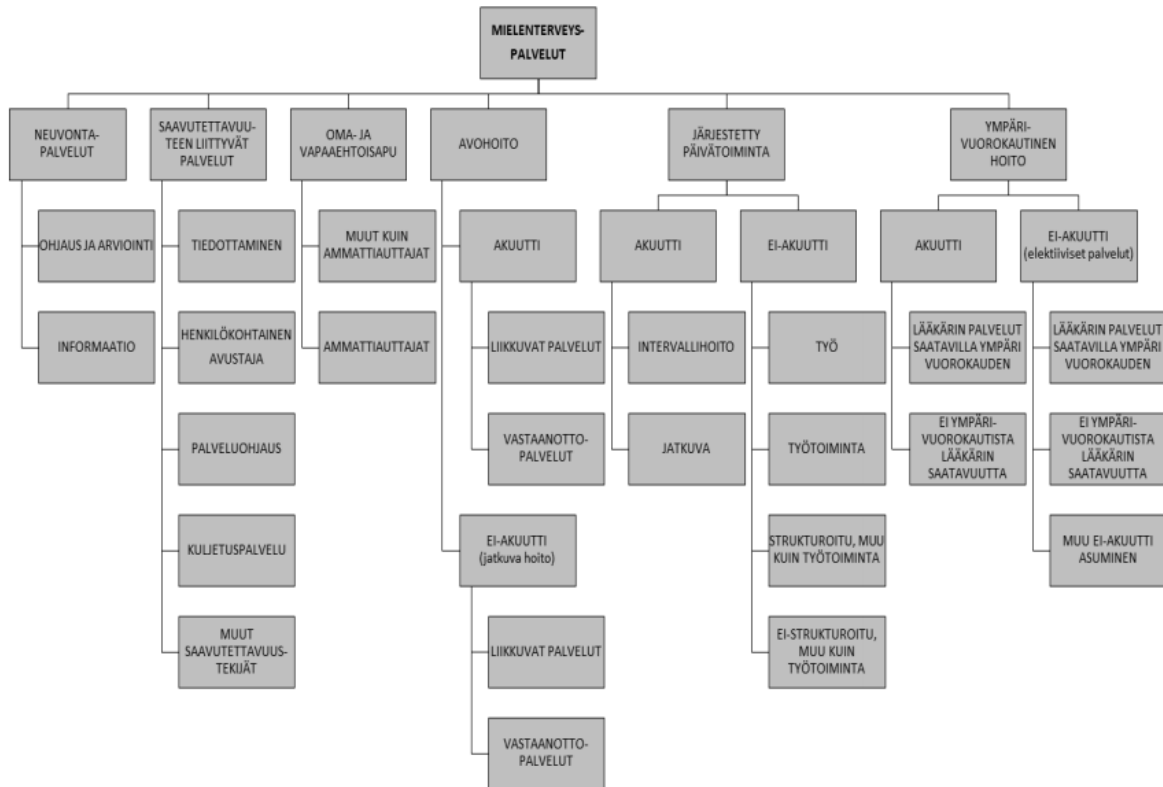 MIELENTERVEYS-
PALVELUT
NEUVONTA-
PALVELUT
SAAVUTETTAVUU-
TEEN LIITTYVÄT
PALVELUT
OMA- JA
VAPAAEHTOISAPU
AVOHOITO
JÄRJESTETTY
PÄIVÄTOIMINTA
YMPÄRI-
VUOROKAUTINEN
HOITO
OHJAUS JA ARVIOINTI
INFORMAATIO
TIEDOTTAMINEN
HENKILÖKOHTAINEN
AVUSTAJA
PALVELUOHJAUS
KULJETUSPALVELU
MUUT
SAAVUTETTAVUUS-
TEKIJÄT
MUUT KUIN
AMMATTIAUTTAJAT
AMMATTIAUTTAJAT
AKUUTTI
LIIKKUVAT PALVELUT
VASTAANOTTO-
PALVELUT
EI-AKUUTTI
(jatkuva hoito)
LIIKKUVAT PALVELUT
VASTAANOTTO-
PALVELUT
AKUUTTI
INTERVALLIHOITO
JATKUVA
EI-AKUUTTI
TYÖ
TYÖTOIMINTA
STRUKTUROITU, MUU
KUIN TYÖTOIMINTA
EI-STRUKTUROITU,
MUU KUIN
TYÖTOIMINTA
AKUUTTI
LÄÄKÄRIN PALVELUT
SAATAVILLA YMPÄRI
VUOROKAUDEN
EI YMPÄRI-
VUOROKAUTISTA
LÄÄKÄRIN
SAATAVUUTTA
EI-AKUUTTI
(elektiiviset palvelut)
LÄÄKÄRIN PALVELUT
SAATAVILLA YMPÄRI
VUOROKAUDEN
EI YMPÄRI-
VUOROKAUTISTA
LÄÄKÄRIN
SAATAVUUTTA
MUU EI-AKUUTTI
ASUMINEN